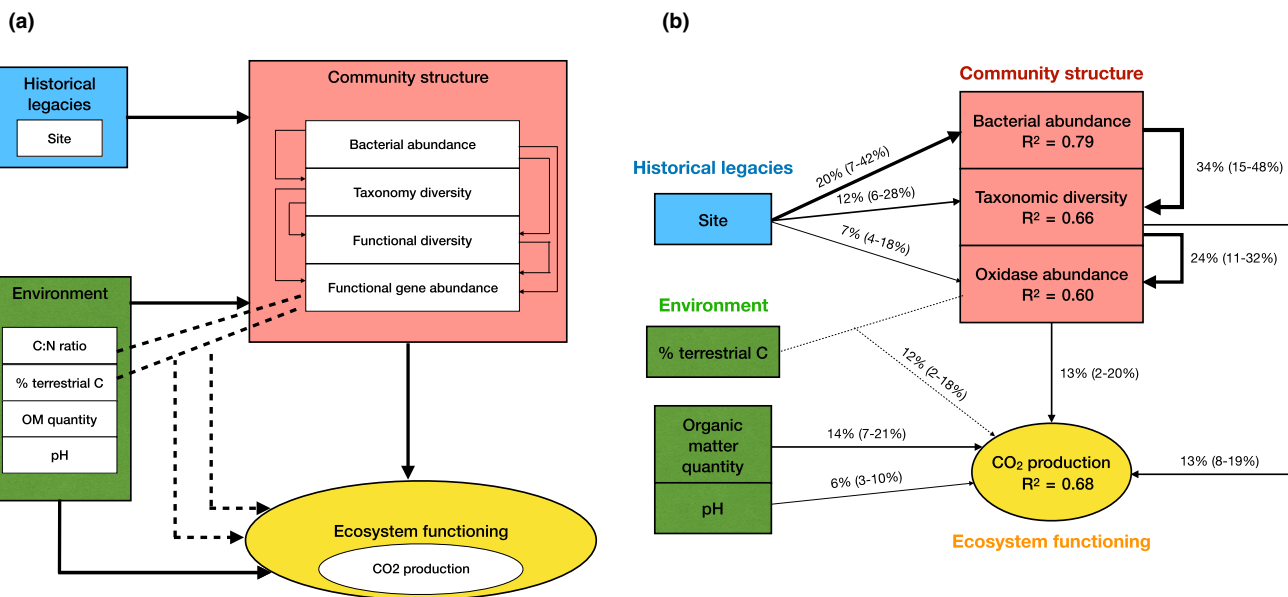 (a)
Historical
legacies
Site
Community structure
Bacterial abundance
Taxonomy diversity
Functional diversity
Functional gene abundance
Environment
C:N ratio
% terrestrial C
OM quantity
pH
Ecosystem functioning
CO2 production
(b)
Community structure
Bacterial abundance
R² = 0.79
Taxonomic diversity
R² = 0.66
Oxidase abundance
R² = 0.60
Historical legacies
Site
20% (7-42%)
12% (6-28%)
7% (4-18%)
34% (15-48%)
24% (11-32%)
Environment
% terrestrial C
12% (2-18%)
13% (2-20%)
Organic
matter
quantity
pH
14% (7-21%)
6% (3-10%)
CO₂ production
R² = 0.68
13% (8-19%)
Ecosystem functioning